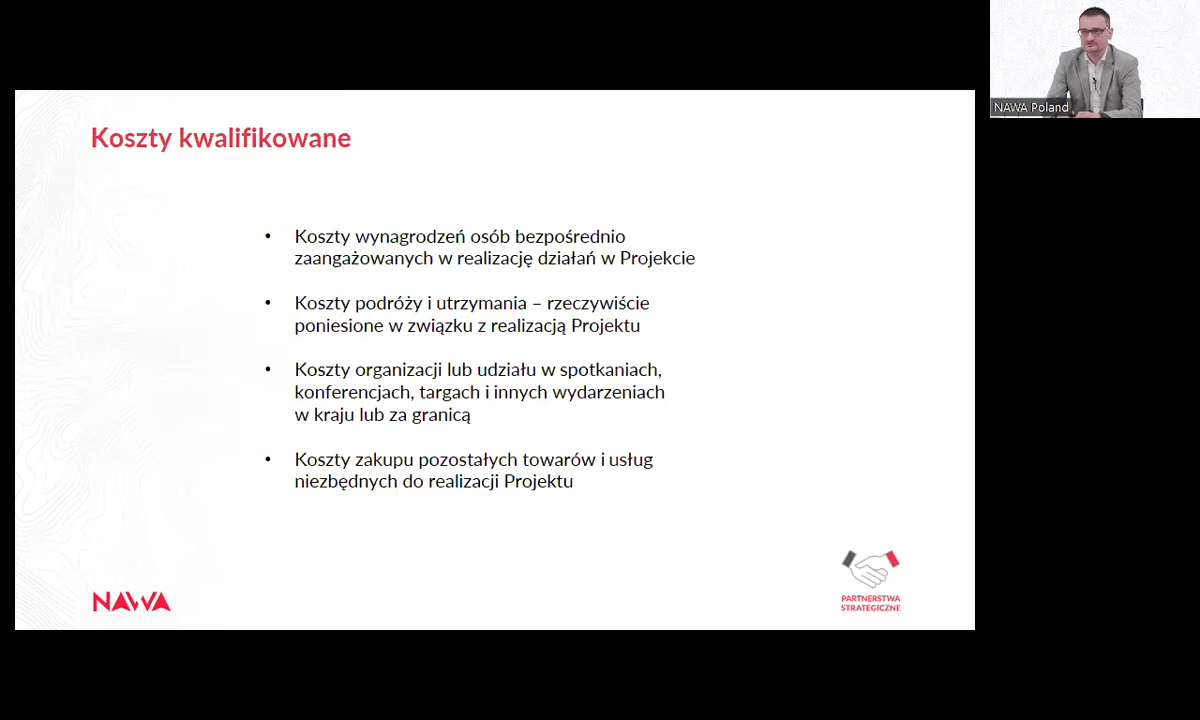 Koszty kwalifikowane
• Koszty wynagrodzeń osób bezpośrednio
zaangażowanych w realizację działań w Projekcie
• Koszty podróży i utrzymania – rzeczywiście
poniesione w związku z realizacją Projektu
• Koszty organizacji lub udziału w spotkaniach,
konferencjach, targach i innych wydarzeniach
w kraju lub za granicą
• Koszty zakupu pozostałych towarów i usług
niezbędnych do realizacji Projektu
NAWA
PARTNERSTWA
STRATEGICZNE
NAWA Poland